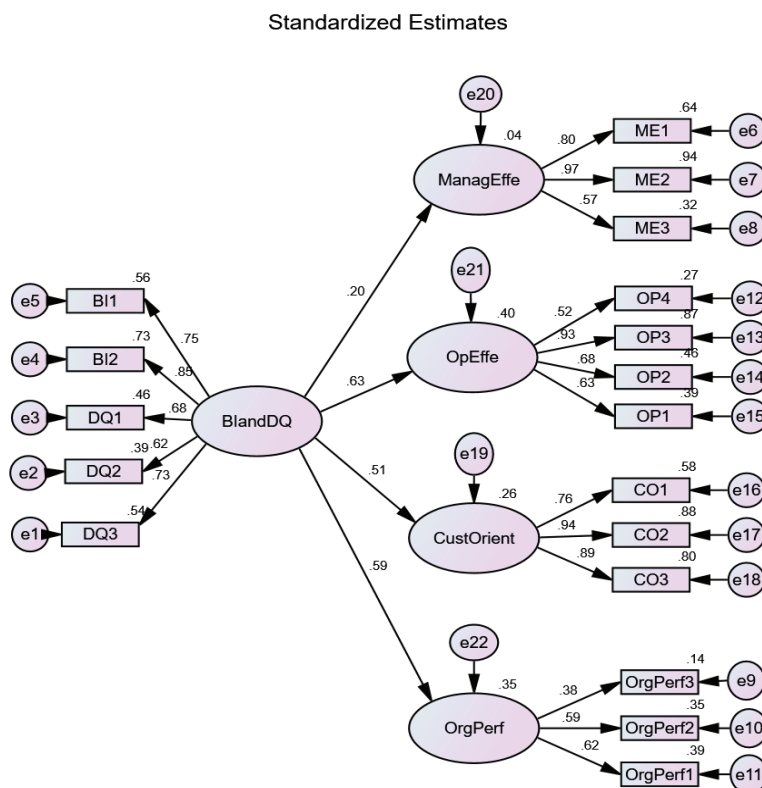 Standardized Estimates
e20
.04
ManagEffe
.80
.97
.57
.64
ME1
e6
.94
ME2
e7
.32
ME3
e8
e21
.40
OpEffe
.52
.93
.68
.63
.27
OP4
e12
.87
OP3
e13
.46
OP2
e14
.39
OP1
e15
.20
.63
.51
.59
e5
.56
BI1
.75
e4
.73
BI2
.85
e3
.46
DQ1
.68
e2
.39
DQ2
.62
e1
.54
DQ3
.73
BIandDQ
e19
.26
CustOrient
.76
.94
.89
.58
CO1
e16
.88
CO2
e17
.80
CO3
e18
e22
.35
OrgPerf
.38
.59
.62
.14
OrgPerf3
e9
.35
OrgPerf2
e10
.39
OrgPerf1
e11